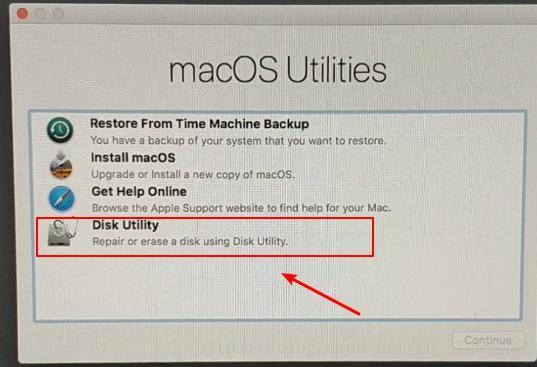 macOS Utilities
Restore From Time Machine Backup
You have a backup of your system that you want to restore.
Install macOS
Upgrade or Install a new copy of macOS.
Get Help Online
Browse the Apple Support website to find help for your Mac.
Disk Utility
Repair or erase a disk using Disk Utility.
Continue